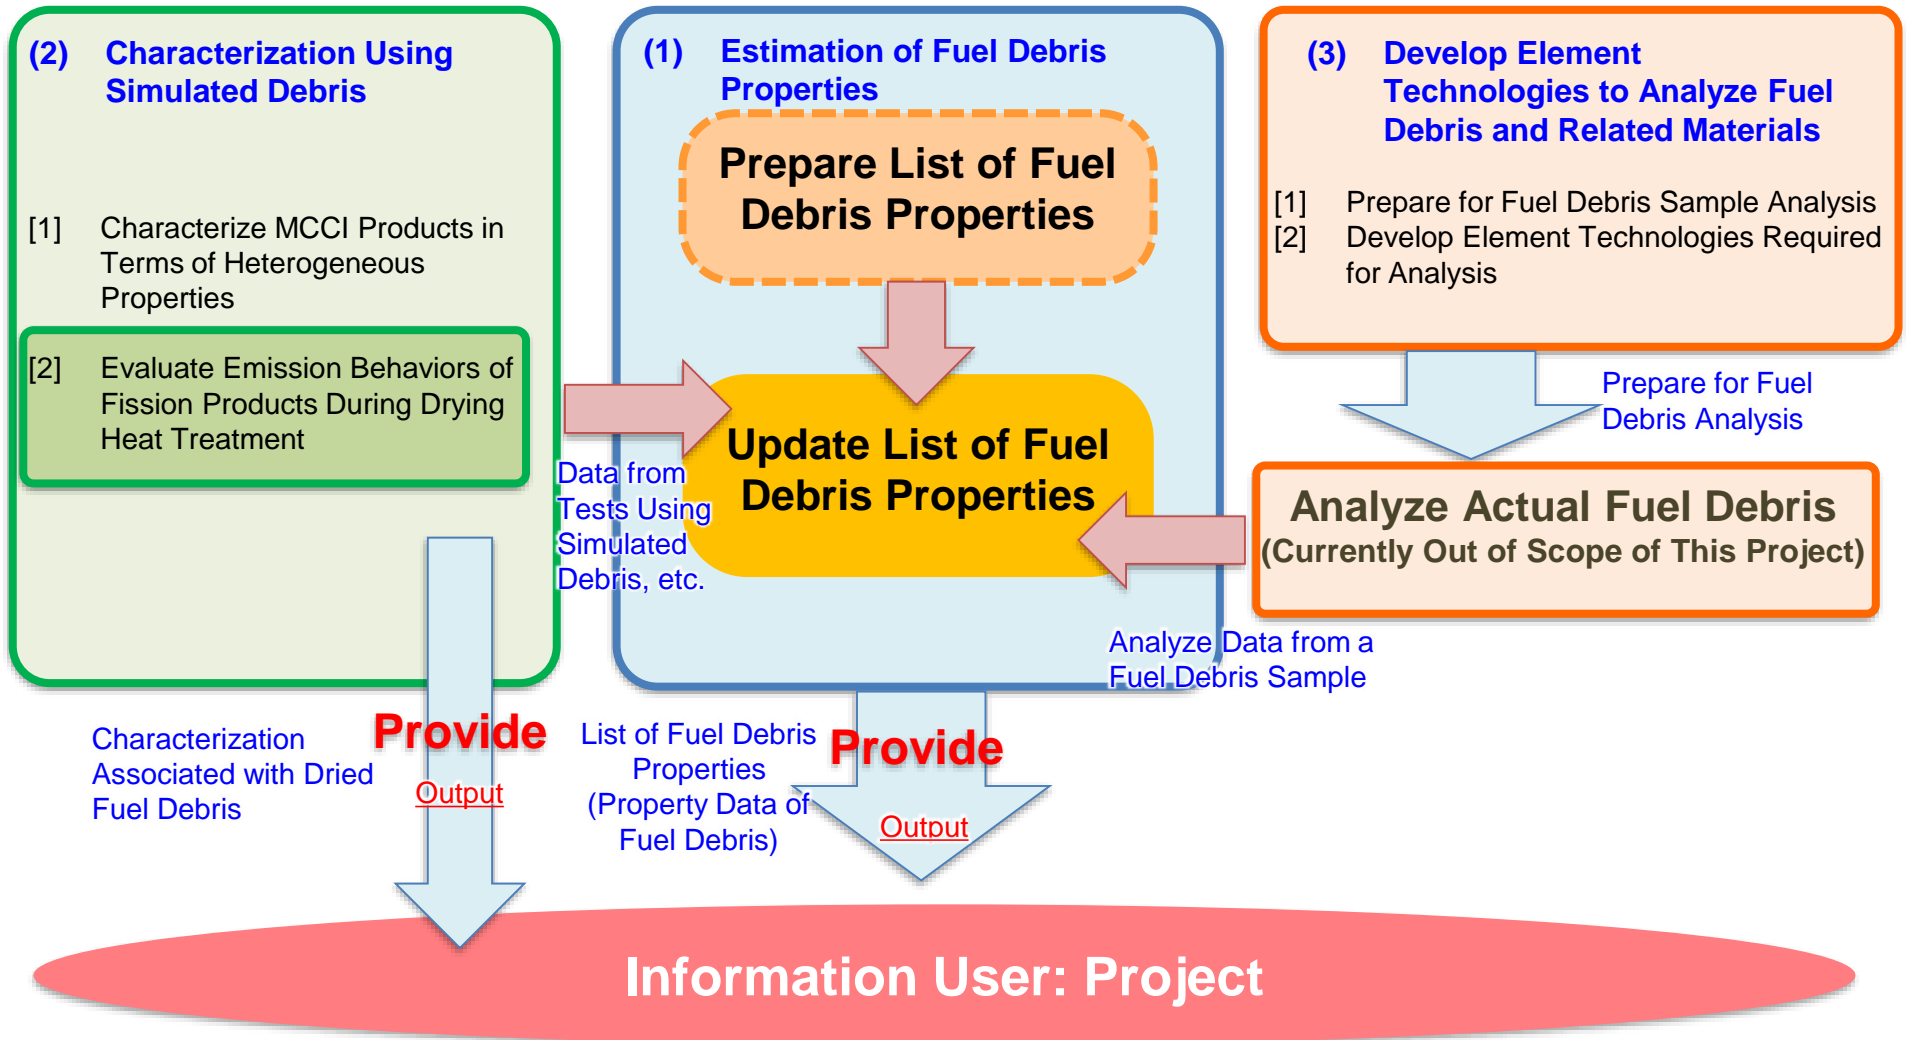 (2) Characterization Using
Simulated Debris
[1] Characterize MCCI Products in
Terms of Heterogeneous
Properties
[2] Evaluate Emission Behaviors of
Fission Products During Drying
Heat Treatment
(1) Estimation of Fuel Debris
Properties
Prepare List of Fuel
Debris Properties
Update List of Fuel
Debris Properties
Data from
Tests Using
Simulated
Debris, etc.
(3) Develop Element
Technologies to Analyze Fuel
Debris and Related Materials
[1] Prepare for Fuel Debris Sample Analysis
[2] Develop Element Technologies Required
for Analysis
Prepare for Fuel
Debris Analysis
Analyze Actual Fuel Debris
(Currently Out of Scope of This Project)
Analyze Data from a
Fuel Debris Sample
Characterization
Associated with Dried
Fuel Debris
Provide
Output
List of Fuel Debris
Properties
(Property Data of
Fuel Debris)
Provide
Output
Information User: Project